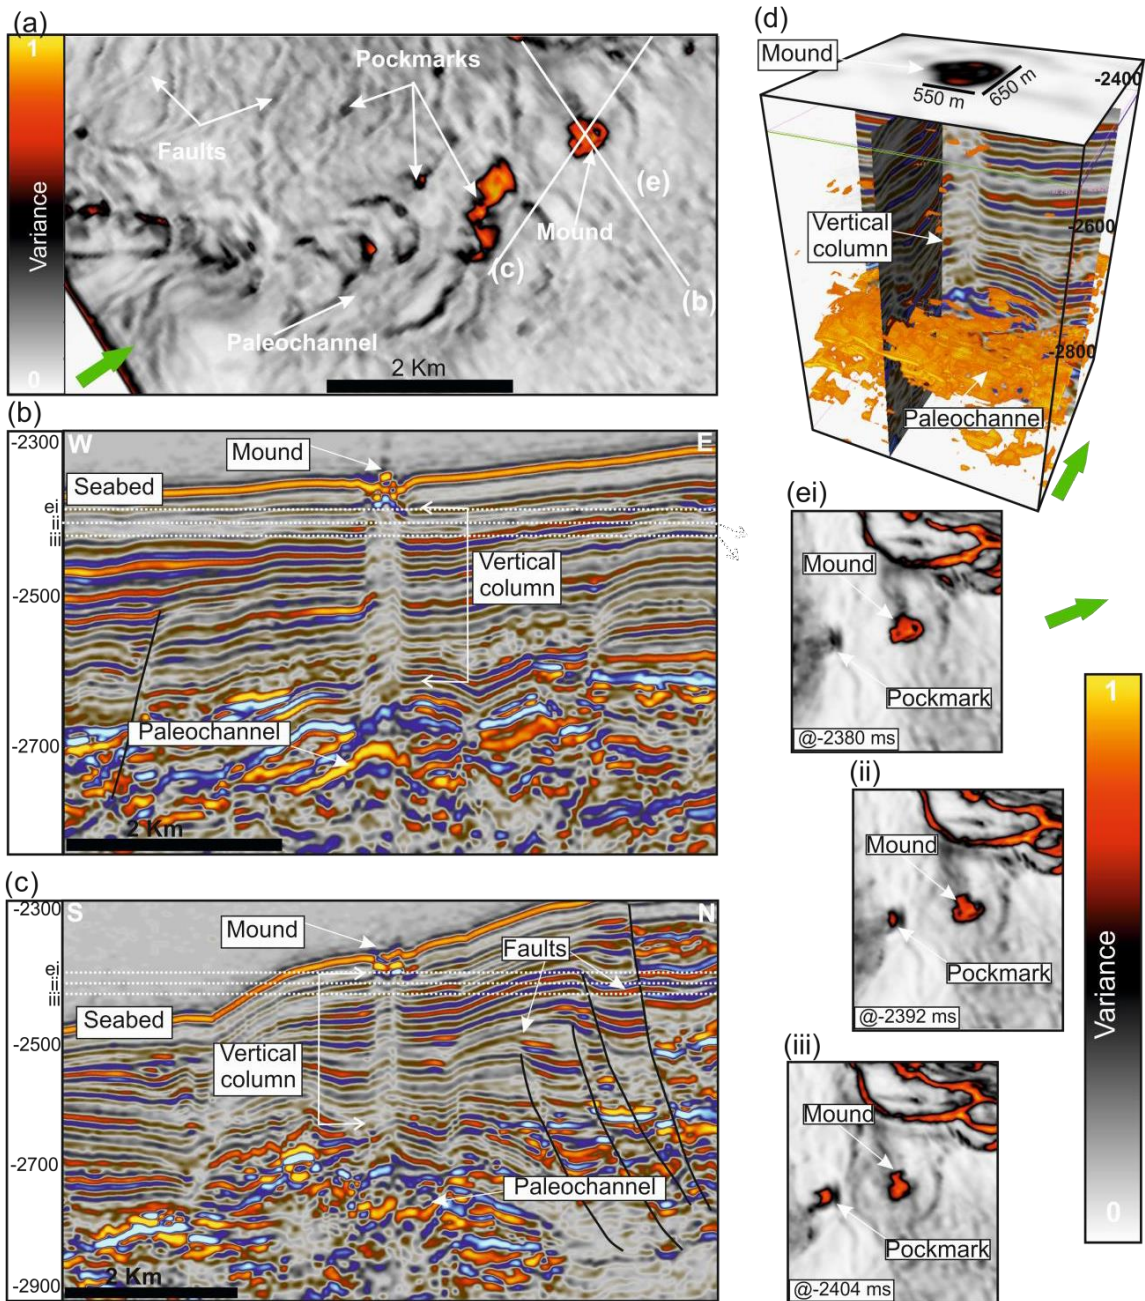 (a)
1
Variance
0
Pockmarks
Faults
(e)
Mound
(c)
(b)
Paleochannel
2 Km
(d)
Mound
550 m
650 m
-2400
Vertical
column
-2600
-2800
Paleochannel
(b)
-2300
W
E
Mound
Seabed
ei
ii
iii
Vertical
column
-2500
Paleochannel
-2700
2 Km
(c)
-2300
S
N
Mound
Faults
ei
ii
iii
Seabed
-2500
Vertical
column
-2700
Paleochannel
-2900
2 Km
(ei)
Mound
Pockmark
@-2380 ms
(ii)
Mound
Pockmark
@-2392 ms
(iii)
Mound
Pockmark
@-2404 ms
1
Variance
0